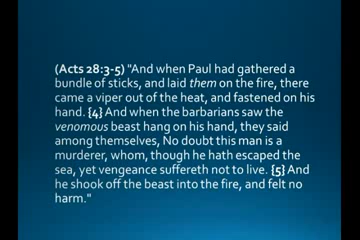 (Acts 28:3-5) "And when Paul had gathered a
bundle of sticks, and laid them on the fire, there
came a viper out of the heat, and fastened on his
hand. {4} And when the barbarians saw the
venomous beast hang on his hand, they said
among themselves, No doubt this man is a
murderer, whom, though he hath escaped the
sea, yet vengeance suffereth not to live. {5} And
he shook off the beast into the fire, and felt no
harm."